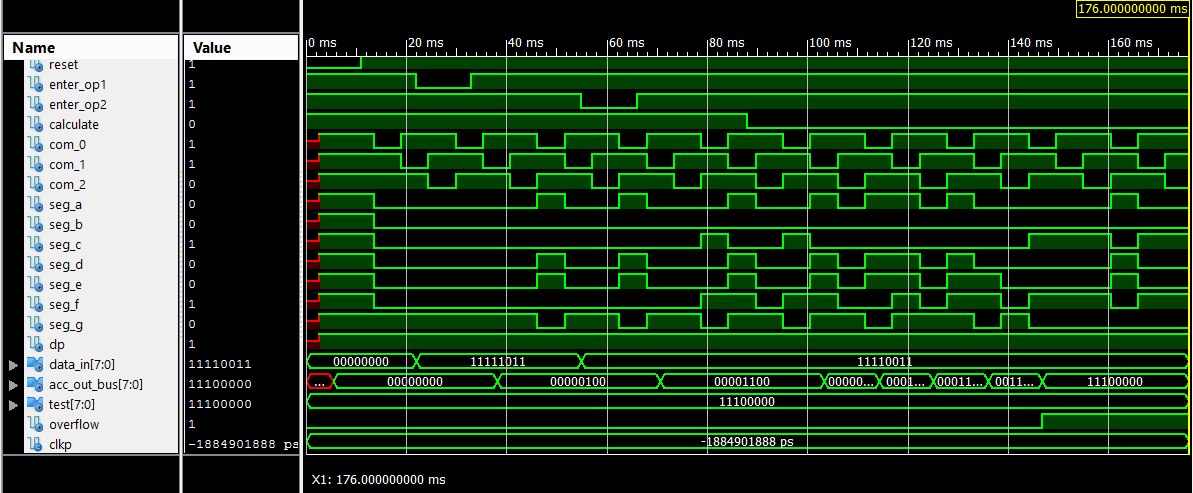 176.000000000 ms
Name Value 0 ms 20 ms 40 ms 60 ms 80 ms 100 ms 120 ms 140 ms 160 ms
reset 1
enter_op1 1
enter_op2 1
calculate 0
com_0 1
com_1 1
com_2 0
seg_a 0
seg_b 0
seg_c 1
seg_d 0
seg_e 0
seg_f 1
seg_g 0
dp 1
data_in[7:0] 11110011 00000000 11111011 11110011
acc_out_bus[7:0] 11100000 ... 00000000 00000100 00001100 00000... 0001... 00011... 0011... 11100000
test[7:0] 11100000 11100000
overflow 1
clkp -1884901888 ps -1884901888 ps
X1: 176.000000000 ms